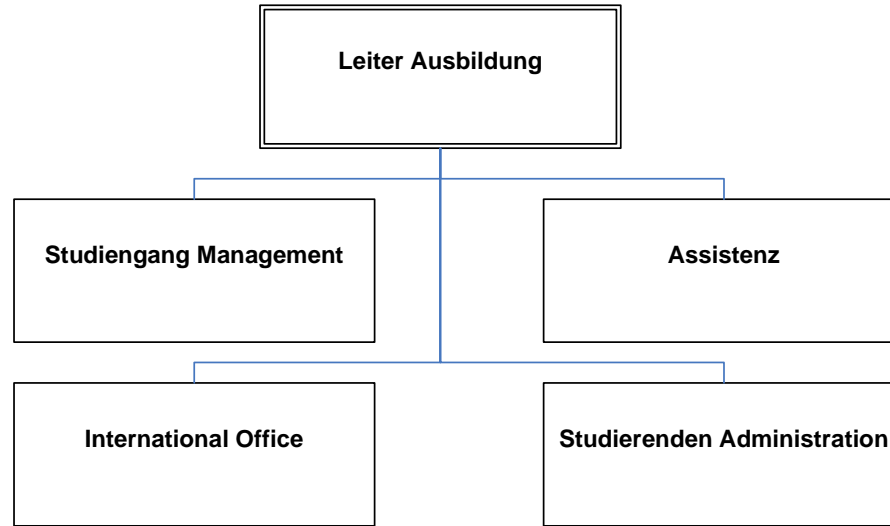 Leiter Ausbildung
Studiengang Management
Assistenz
International Office
Studierenden Administration